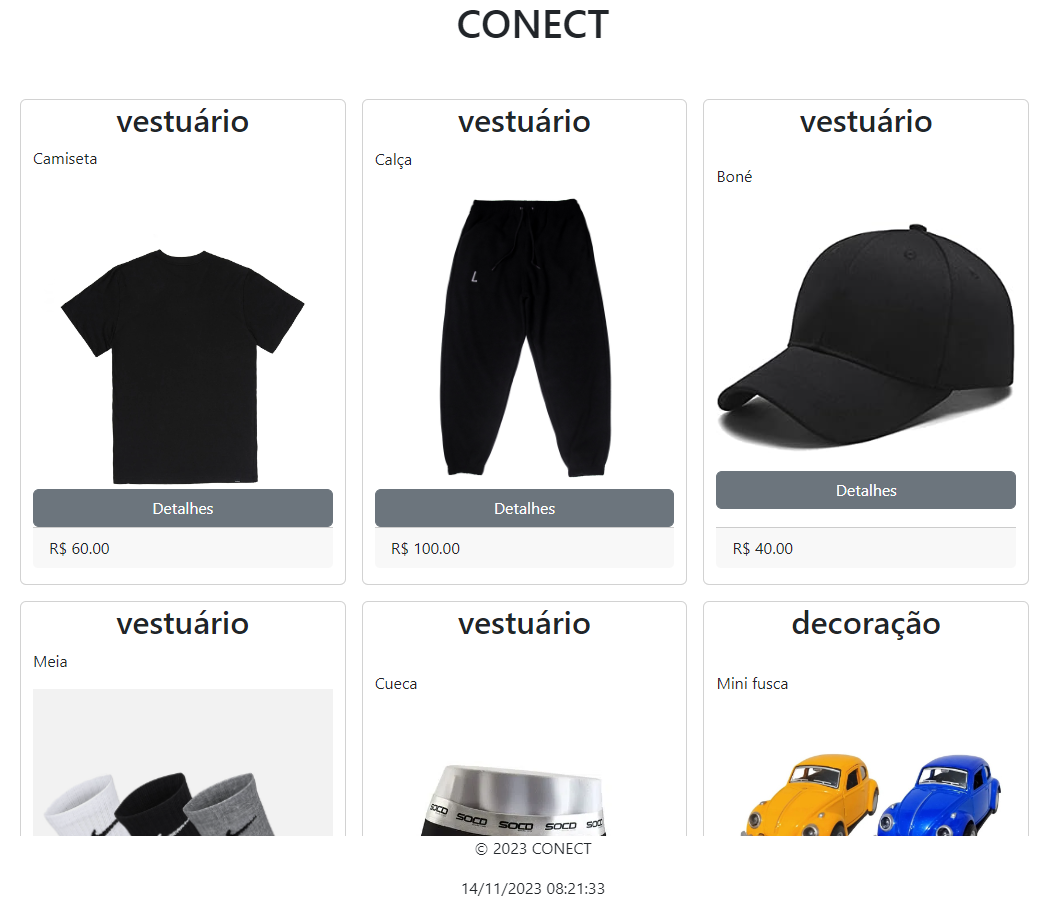 CONECT
vestuário
Camiseta
Detalhes
R$ 60.00
vestuário
Calça
L
Detalhes
R$ 100.00
vestuário
Boné
Detalhes
R$ 40.00
vestuário
Meia
vestuário
Cueca
SOCO SOCO SOCO SOCO SOCO
decoração
Mini fusca
© 2023 CONECT
14/11/2023 08:21:33